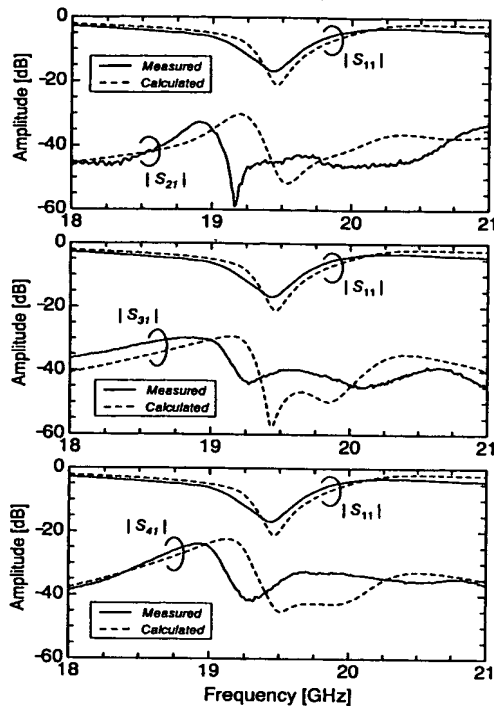 0
-20
-40
-60
Amplitude [dB]
Measured
Calculated
| S11 |
| S21 |
18
19
20
21
0
-20
-40
-60
Amplitude [dB]
| S31 |
| S11 |
Measured
Calculated
18
19
20
21
0
-20
-40
-60
Amplitude [dB]
| S41 |
| S11 |
Measured
Calculated
18
19
20
21
Frequency [GHz]